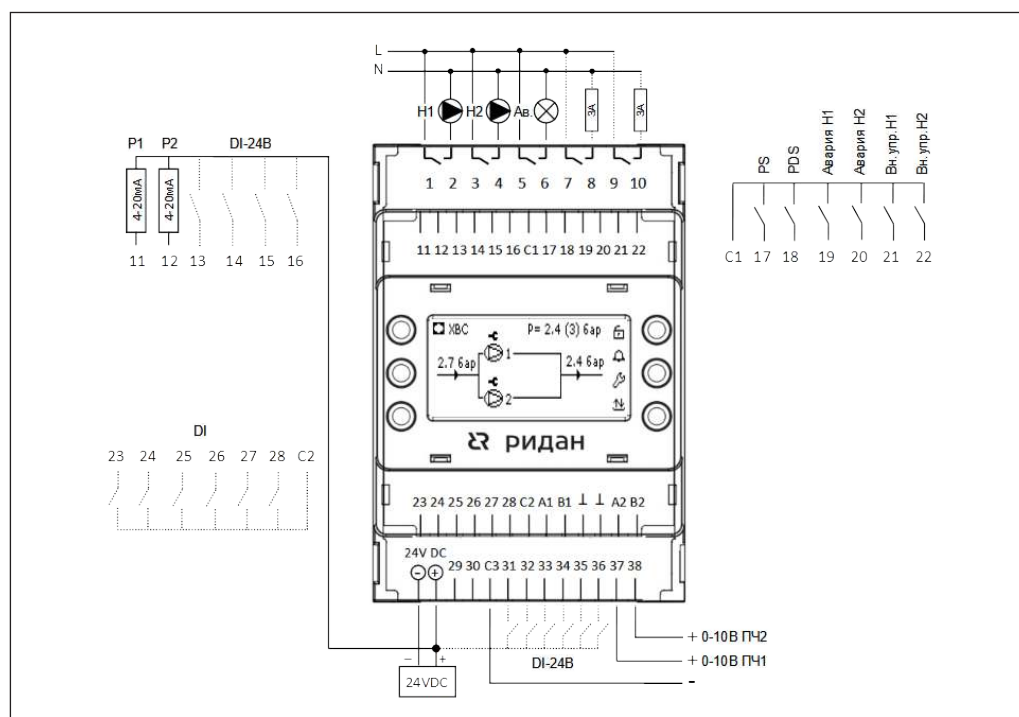 L
N
H1
H2
Ав.
3А
3А
P1
P2
DI-24В
4-20мА
4-20мА
11 12 13 14 15 16
1 2 3 4 5 6 7 8 9 10
11 12 13 14 15 16 C1 17 18 19 20 21 22
PS
PDS
Авария Н1
Авария Н2
Вн.упр.Н1
Вн.упр.Н2
C1 17 18 19 20 21 22
ХВС
P= 2.4 (3) бар
2.7 бар
1
2.4 бар
2
ридан
DI
23 24 25 26 27 28 C2
23 24 25 26 27 28 C2 A1 B1 ⊥ ⊥ A2 B2
24V DC
− +
29 30 C3 31 32 33 34 35 36 37 38
− +
24VDC
DI-24В
+ 0-10В ПЧ2
+ 0-10В ПЧ1
-